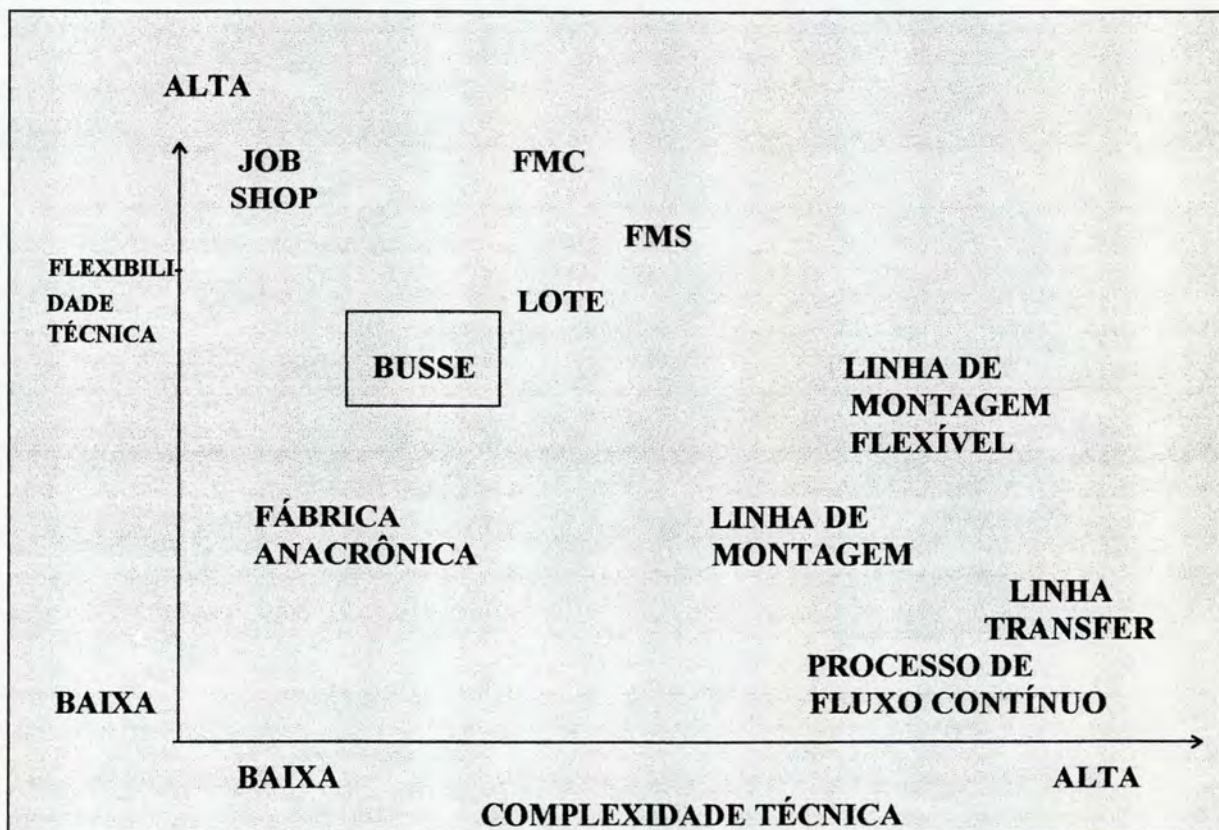 ALTA
JOB
SHOP
FMC
FMS
FLEXIBILI-
DADE
TÉCNICA
LOTE
BUSSE
LINHA DE
MONTAGEM
FLEXÍVEL
FÁBRICA
ANACRÔNICA
LINHA DE
MONTAGEM
LINHA
TRANSFER
PROCESSO DE
FLUXO CONTÍNUO
BAIXA
BAIXA
ALTA
COMPLEXIDADE TÉCNICA